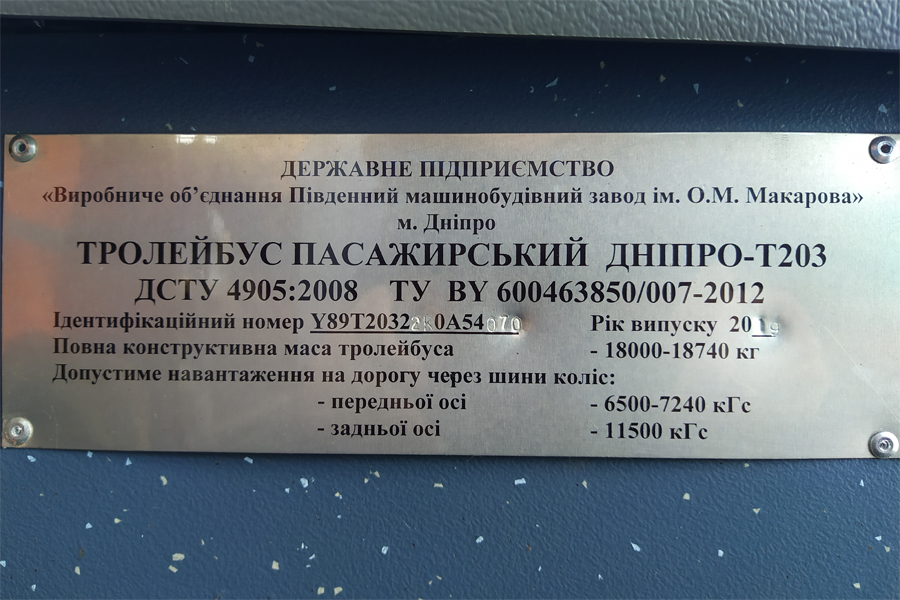 ДЕРЖАВНЕ ПІДПРИЄМСТВО
«Виробниче об’єднання Південний машинобудівний завод ім. О.М. Макарова»
м. Дніпро
ТРОЛЕЙБУС ПАСАЖИРСЬКИЙ ДНІПРО-Т203
ДСТУ 4905:2008 ТУ BY 600463850/007-2012
Ідентифікаційний номер Y89T20322K0A54070 Рік випуску 2019
Повна конструктивна маса тролейбуса - 18000-18740 кг
Допустиме навантаження на дорогу через шини коліс:
- передньої осі - 6500-7240 кГс
- задньої осі - 11500 кГс